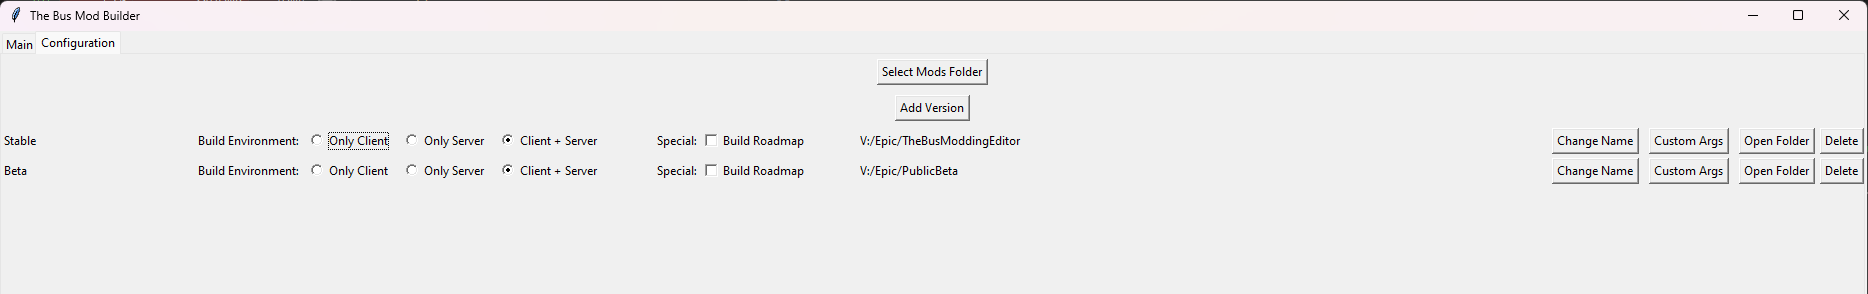 The Bus Mod Builder
Main Configuration
Select Mods Folder
Add Version
Stable Build Environment: Only Client Only Server Client + Server Special: Build Roadmap V:/Epic/TheBusModdingEditor Change Name Custom Args Open Folder Delete
Beta Build Environment: Only Client Only Server Client + Server Special: Build Roadmap V:/Epic/PublicBeta Change Name Custom Args Open Folder Delete